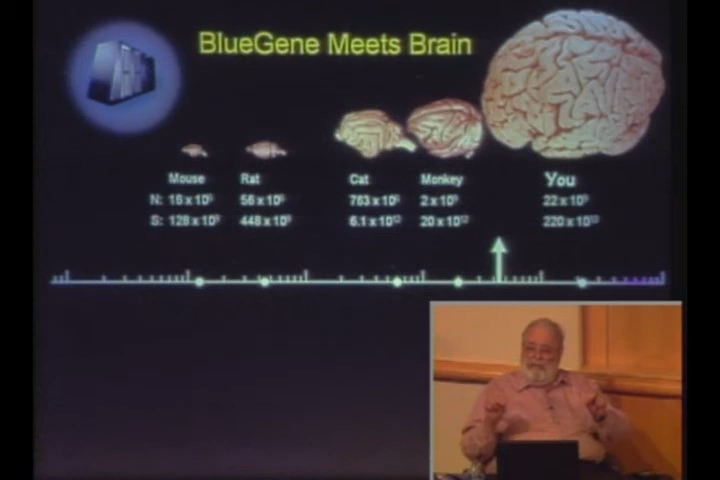 BlueGene Meets Brain
Mouse Rat Cat Monkey You
N: 16 x 10⁶ 56 x 10⁶ 763 x 10⁶ 2 x 10⁹ 22 x 10⁹
S: 128 x 10⁹ 448 x 10⁹ 6.1 x 10¹² 20 x 10¹² 220 x 10¹²